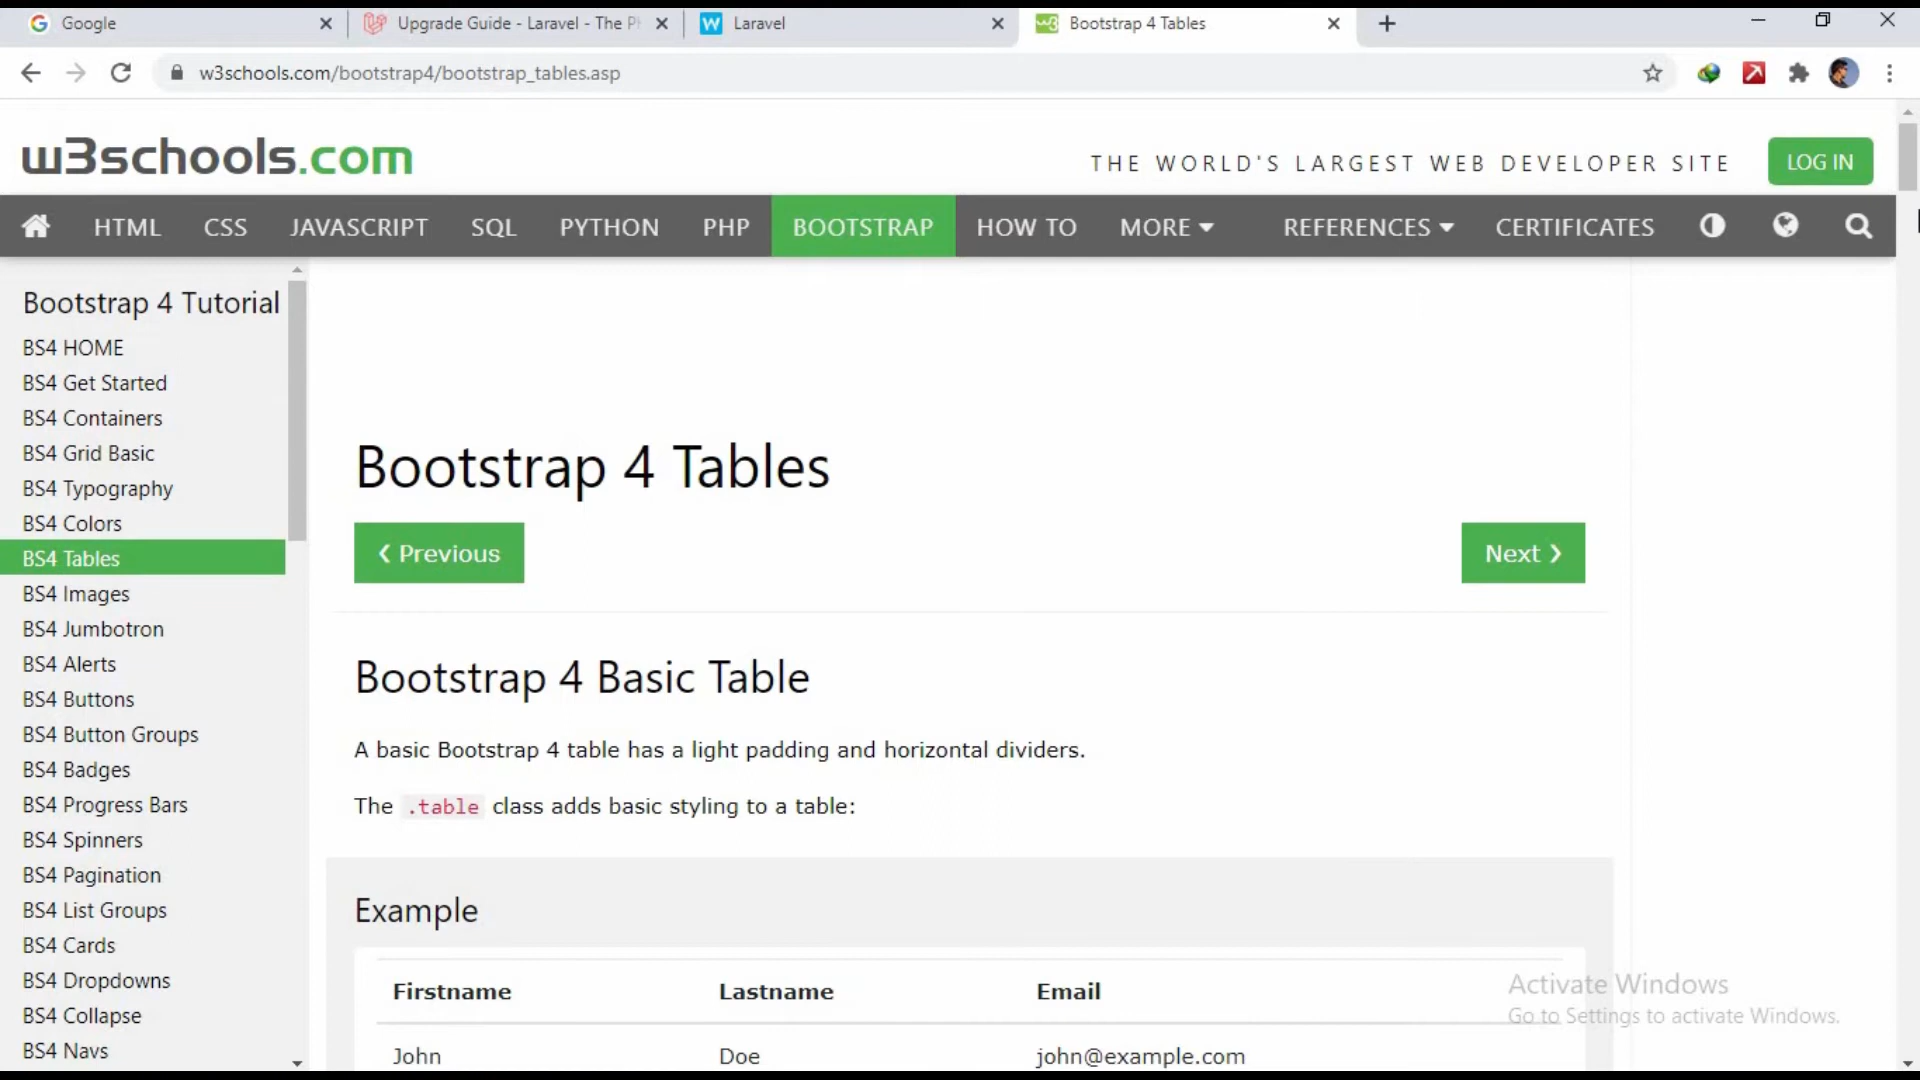 Google
Upgrade Guide - Laravel - The P
Laravel
Bootstrap 4 Tables
w3schools.com/bootstrap4/bootstrap_tables.asp
w3schools.com
THE WORLD'S LARGEST WEB DEVELOPER SITE
LOG IN
HTML CSS JAVASCRIPT SQL PYTHON PHP BOOTSTRAP HOW TO MORE REFERENCES CERTIFICATES
Bootstrap 4 Tutorial
BS4 HOME
BS4 Get Started
BS4 Containers
BS4 Grid Basic
BS4 Typography
BS4 Colors
BS4 Tables
BS4 Images
BS4 Jumbotron
BS4 Alerts
BS4 Buttons
BS4 Button Groups
BS4 Badges
BS4 Progress Bars
BS4 Spinners
BS4 Pagination
BS4 List Groups
BS4 Cards
BS4 Dropdowns
BS4 Collapse
BS4 Navs
Bootstrap 4 Tables
❮ Previous
Next ❯
Bootstrap 4 Basic Table
A basic Bootstrap 4 table has a light padding and horizontal dividers.
The .table class adds basic styling to a table:
Example
Firstname Lastname Email
John Doe john@example.com
Activate Windows
Go to Settings to activate Windows.